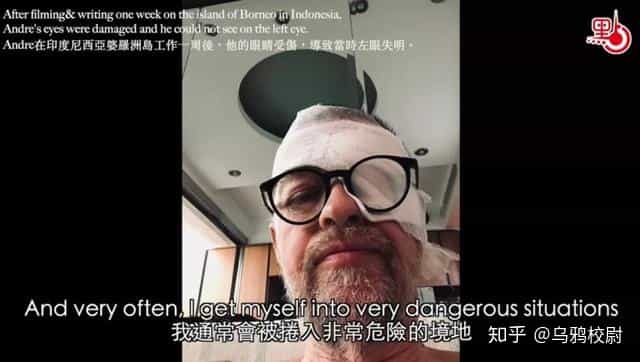 After filming& writing one week on the island of Borneo in Indonesia,
Andre's eyes were damaged and he could not see on the left eye.
Andre在印度尼西亞婆羅洲島工作一周後，他的眼睛受傷，導致當時左眼失明。
點
And very often, I get myself into very dangerous situations
我通常會被捲入非常危險的境地
知乎 @乌鸦校尉